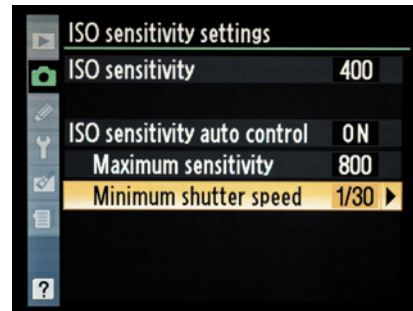 ISO sensitivity settings
ISO sensitivity 400
ISO sensitivity auto control ON
Maximum sensitivity 800
Minimum shutter speed 1/30
?